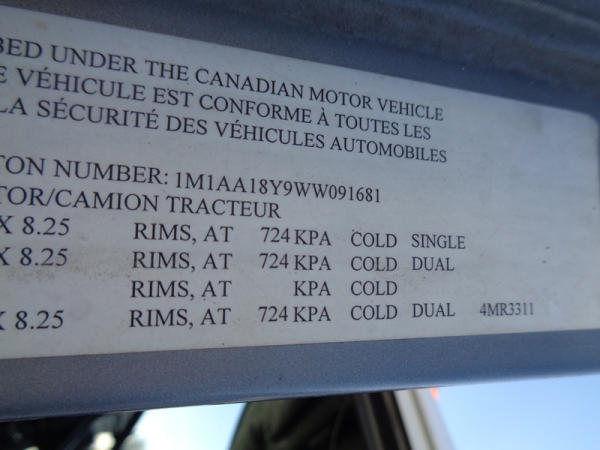 BED UNDER THE CANADIAN MOTOR VEHICLE
E VÉHICULE EST CONFORME À TOUTES LES
LA SÉCURITÉ DES VÉHICULES AUTOMOBILES
TON NUMBER: 1M1AA18Y9WW091681
TOR/CAMION TRACTEUR
X 8.25 RIMS, AT 724 KPA COLD SINGLE
X 8.25 RIMS, AT 724 KPA COLD DUAL
RIMS, AT KPA COLD
X 8.25 RIMS, AT 724 KPA COLD DUAL 4MR3311